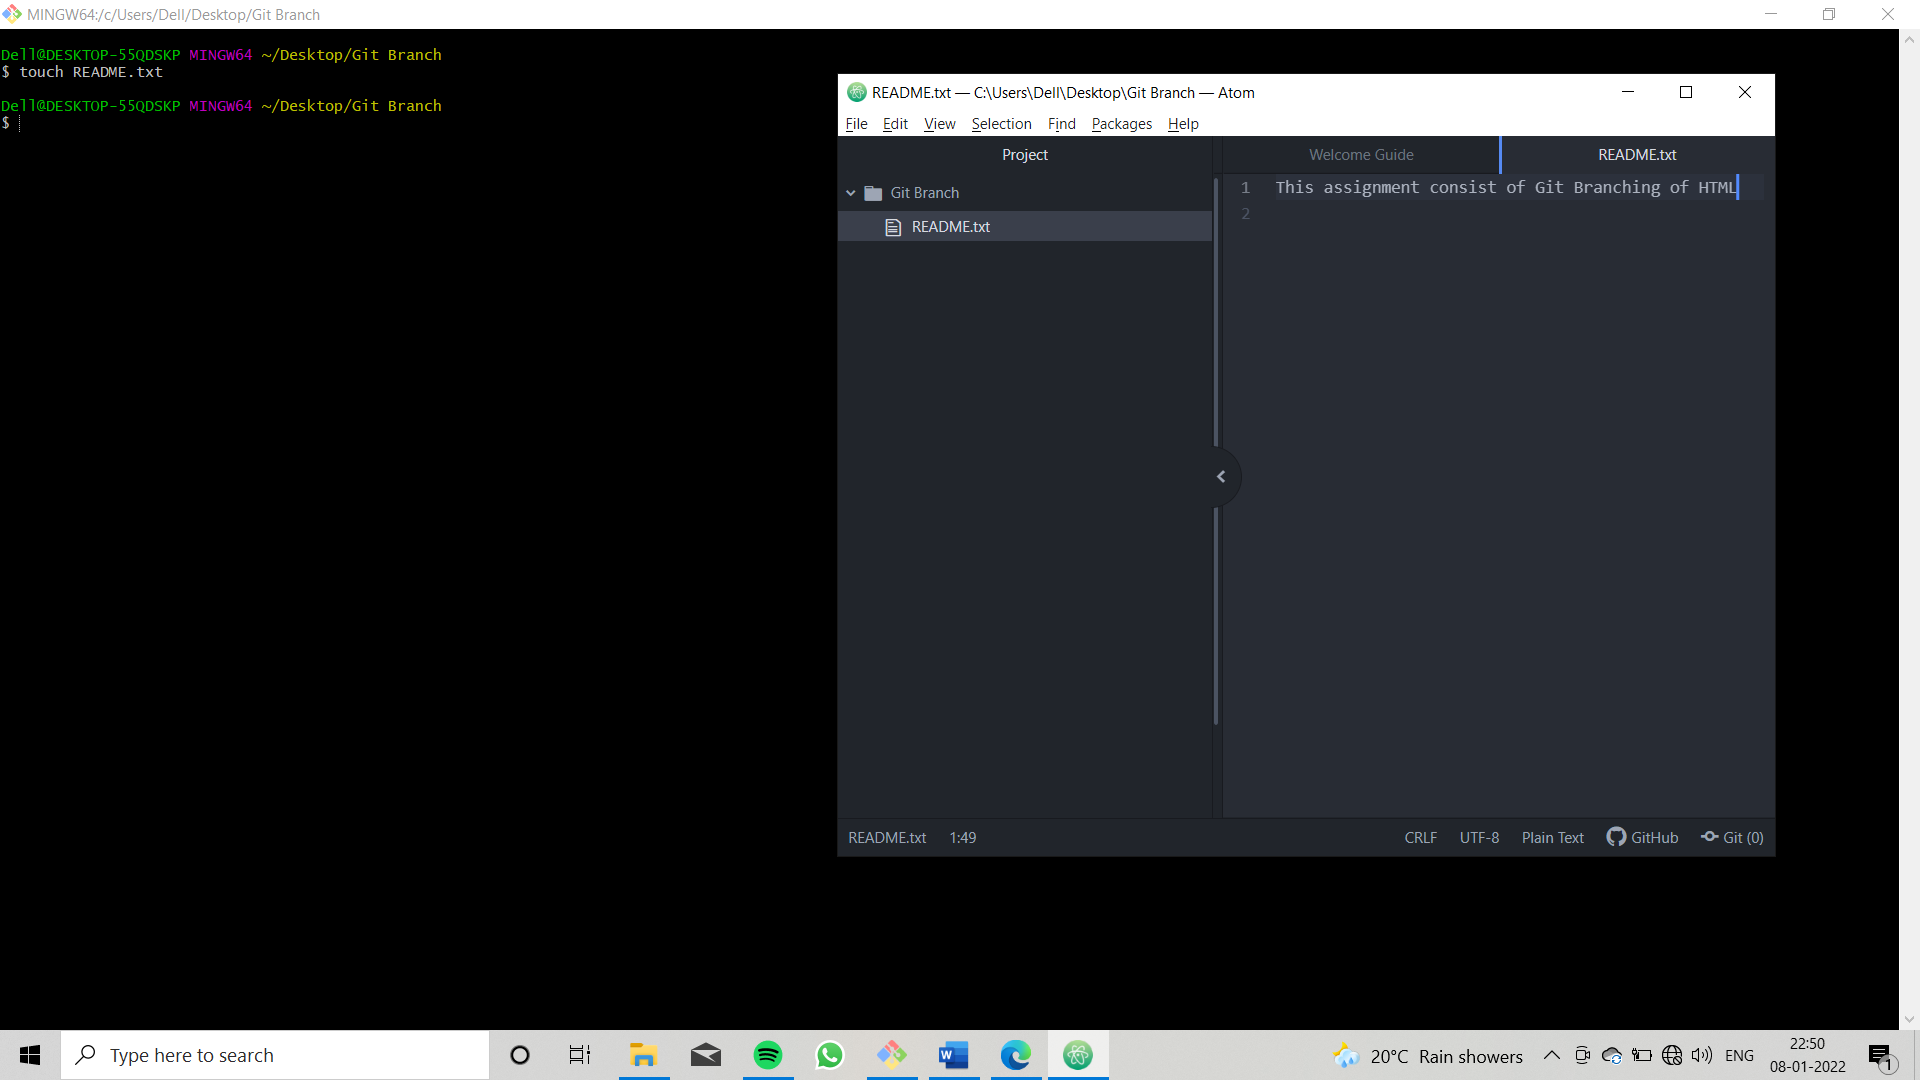 MINGW64:/c/Users/Dell/Desktop/Git Branch
Dell@DESKTOP-55QDSKP MINGW64 ~/Desktop/Git Branch
$ touch README.txt
Dell@DESKTOP-55QDSKP MINGW64 ~/Desktop/Git Branch
$
README.txt — C:\Users\Dell\Desktop\Git Branch — Atom
File Edit View Selection Find Packages Help
Project
Git Branch
README.txt
Welcome Guide README.txt
1 This assignment consist of Git Branching of HTML
2
README.txt 1:49 CRLF UTF-8 Plain Text GitHub Git (0)
Type here to search
20°C Rain showers
ENG
22:50
08-01-2022
1